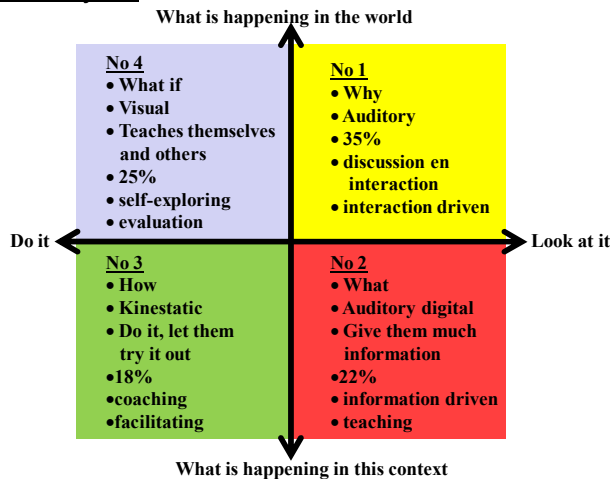 What is happening in the world
No 4
• What if
• Visual
• Teaches themselves
and others
• 25%
• self-exploring
• evaluation
No 1
• Why
• Auditory
• 35%
• discussion en
interaction
• interaction driven
Do it
Look at it
No 3
• How
• Kinestatic
• Do it, let them
try it out
•18%
•coaching
•facilitating
No 2
• What
• Auditory digital
• Give them much
information
•22%
• information driven
• teaching
What is happening in this context